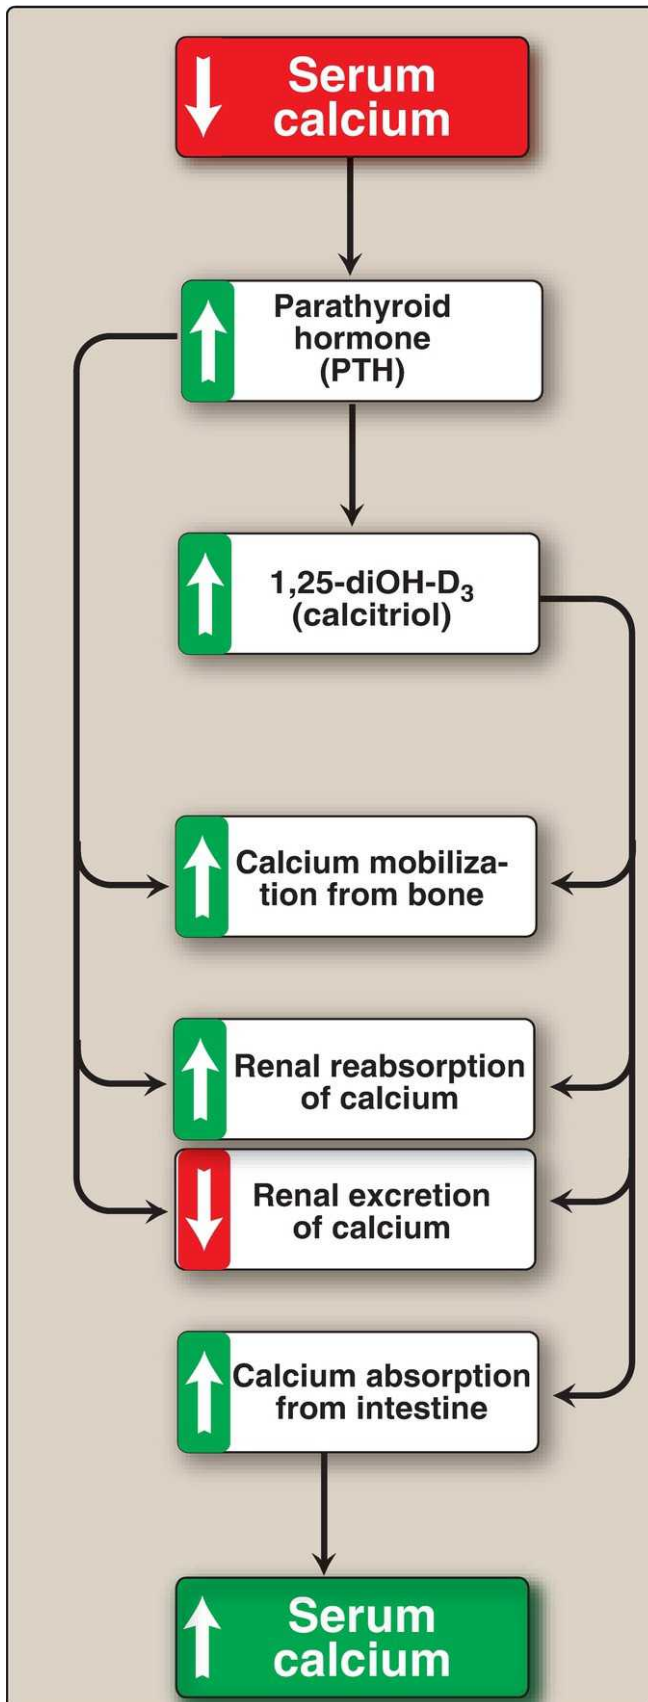 Serum
calcium
Parathyroid
hormone
(PTH)
1,25-diOH-D₃
(calcitriol)
Calcium mobiliza-
tion from bone
Renal reabsorption
of calcium
Renal excretion
of calcium
Calcium absorption
from intestine
Serum
calcium